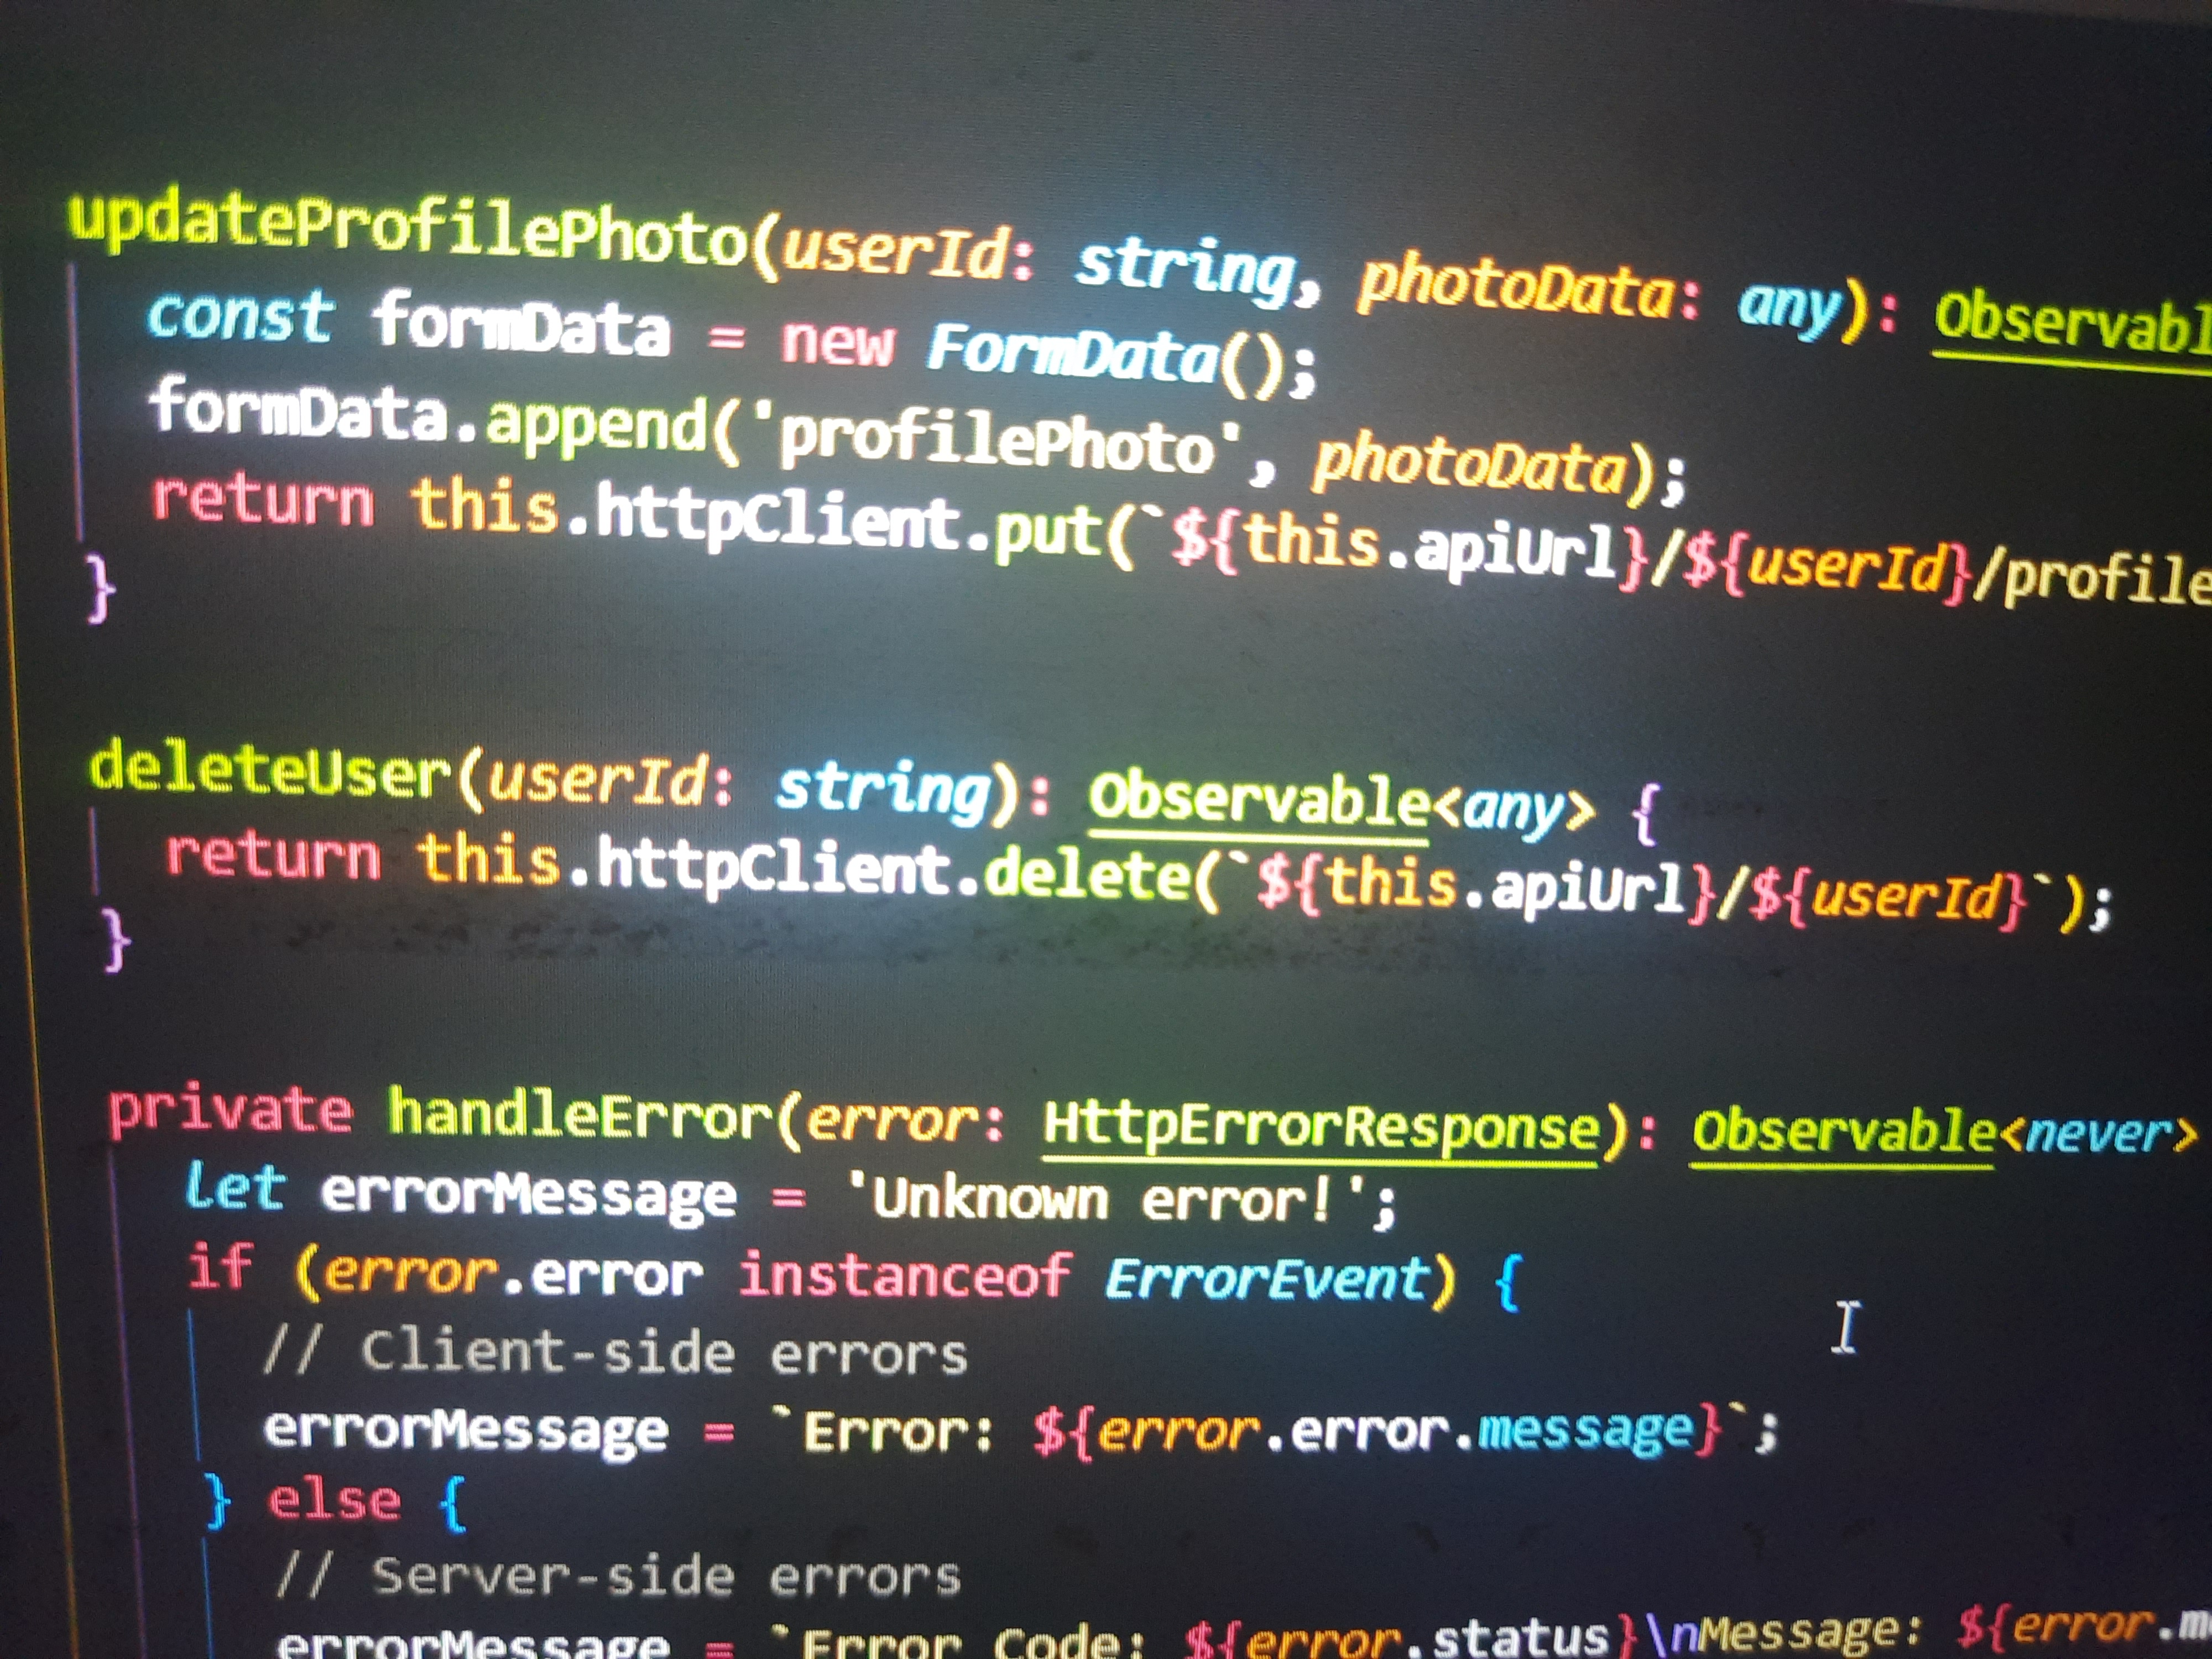 updateProfilePhoto(userId: string, photoData: any): Observabl
const formData = new FormData();
formData.append('profilePhoto', photoData);
return this.httpClient.put(`${this.apiUrl}/${userId}/profile
}
deleteUser(userId: string): Observable<any> {
return this.httpClient.delete(`${this.apiUrl}/${userId}`);
}
private handleError(error: HttpErrorResponse): Observable<never>
let errorMessage = 'Unknown error!';
if (error.error instanceof ErrorEvent) {
// Client-side errors
errorMessage = `Error: ${error.error.message}`;
} else {
// Server-side errors
errorMessage = `Error Code: ${error.status}\nMessage: ${error.m